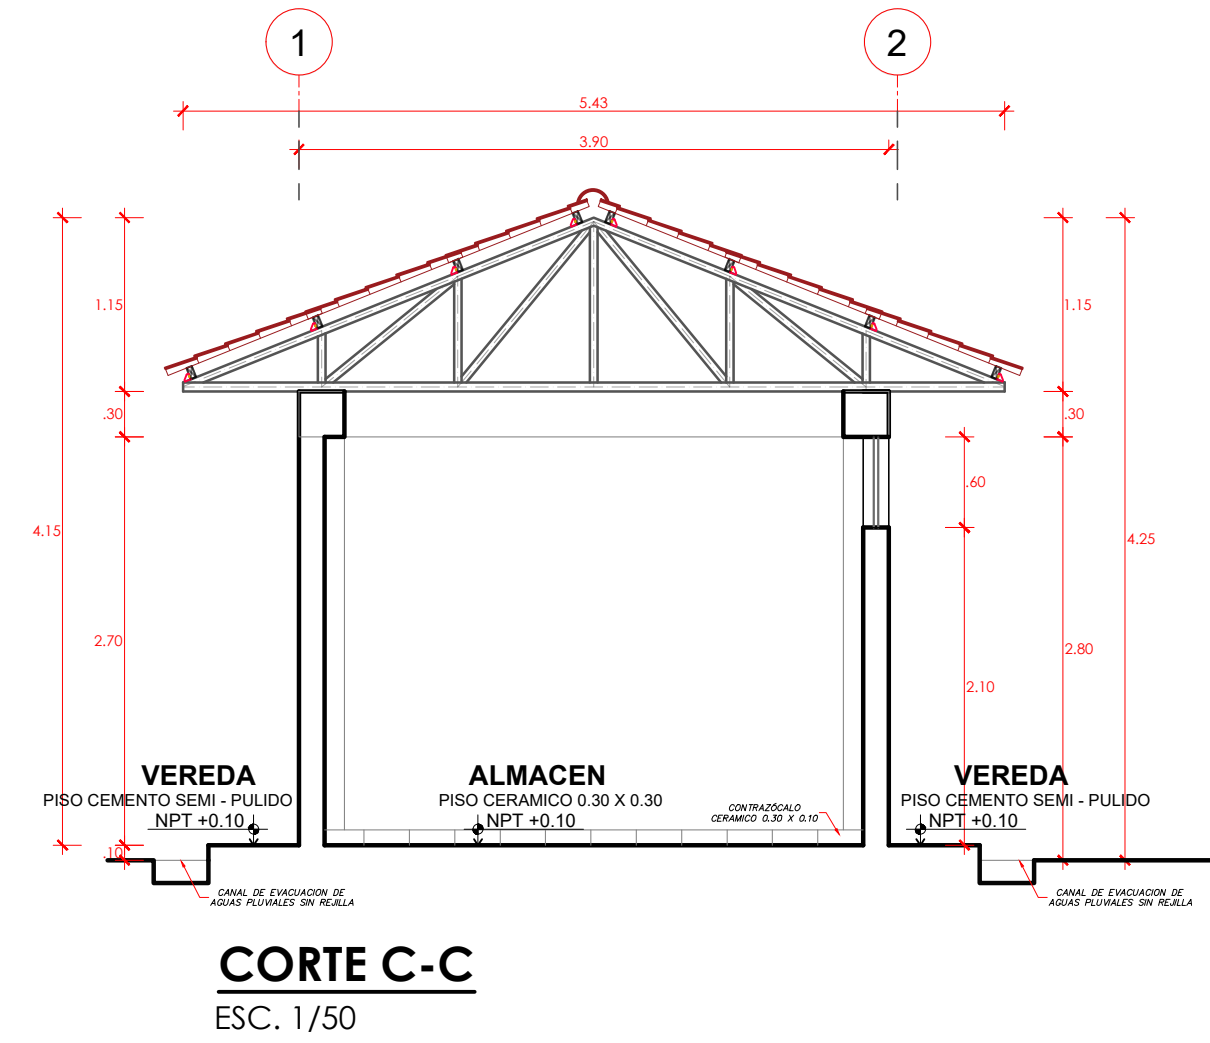 1
2
5.43
3.90
1.15
1.15
.30
.30
.60
4.15
4.25
2.70
2.80
2.10
VEREDA
PISO CEMENTO SEMI - PULIDO
NPT +0.10
ALMACEN
PISO CERAMICO 0.30 X 0.30
NPT +0.10
CONTRAZÓCALO
CERAMICO 0.30 X 0.10
VEREDA
PISO CEMENTO SEMI - PULIDO
NPT +0.10
.10
CANAL DE EVACUACION DE
AGUAS PLUVIALES SIN REJILLA
CANAL DE EVACUACION DE
AGUAS PLUVIALES SIN REJILLA
CORTE C-C
ESC. 1/50